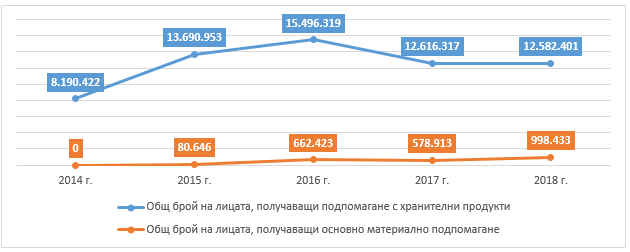 15.496.319
13.690.953
12.616.317
12.582.401
8.190.422
0
80.646
662.423
578.913
998.433
2014 г.
2015 г.
2016 г.
2017 г.
2018 г.
Общ брой на лицата, получаващи подпомагане с хранителни продукти
Общ брой на лицата, получаващи основно материално подпомагане